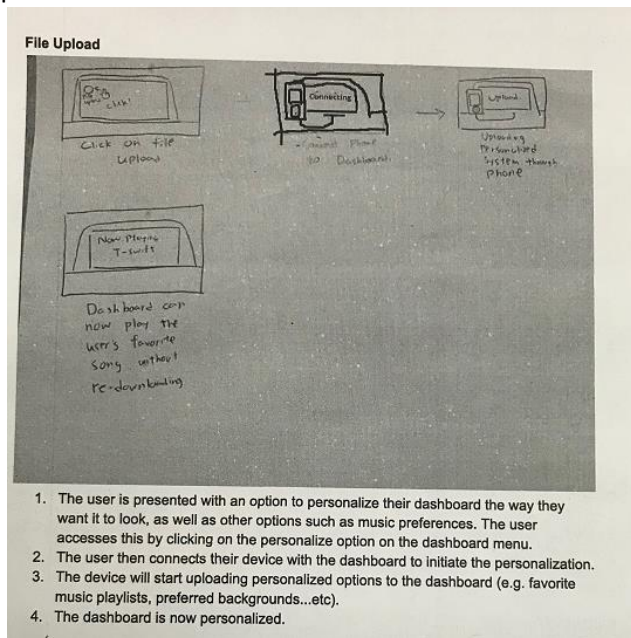 File Upload
click!
Click on file
upload
Connecting
Connect Phone
to Dashboard
Upload
Uploading
Personalized
System through
Phone
Now Playing
T-Swift
Dashboard can
now play the
user's favorite
song without
re-downloading
1. The user is presented with an option to personalize their dashboard the way they
want it to look, as well as other options such as music preferences. The user
accesses this by clicking on the personalize option on the dashboard menu.
2. The user then connects their device with the dashboard to initiate the personalization.
3. The device will start uploading personalized options to the dashboard (e.g. favorite
music playlists, preferred backgrounds...etc).
4. The dashboard is now personalized.